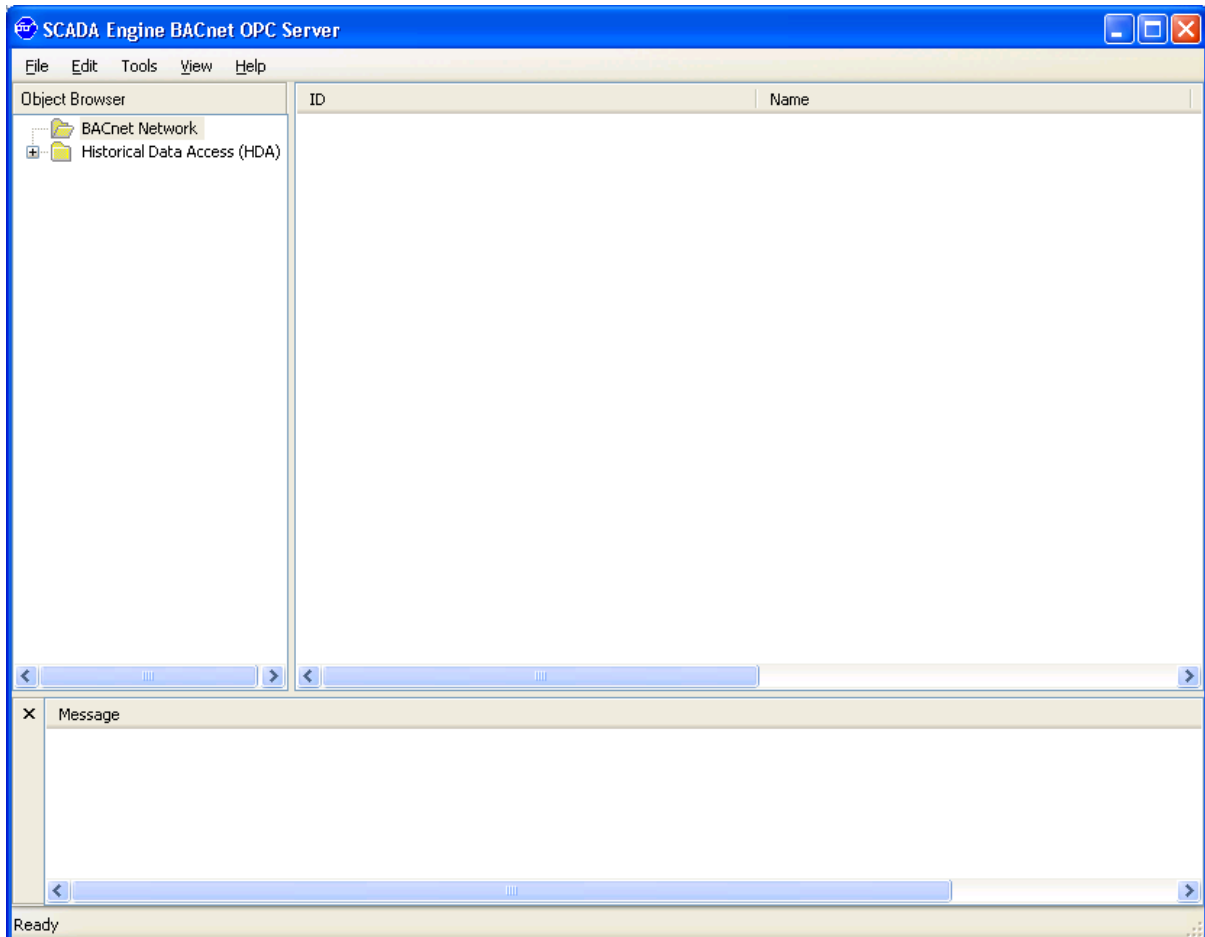 SCADA Engine BACnet OPC Server
File Edit Tools View Help
Object Browser
BACnet Network
Historical Data Access (HDA)
ID Name
Message
Ready